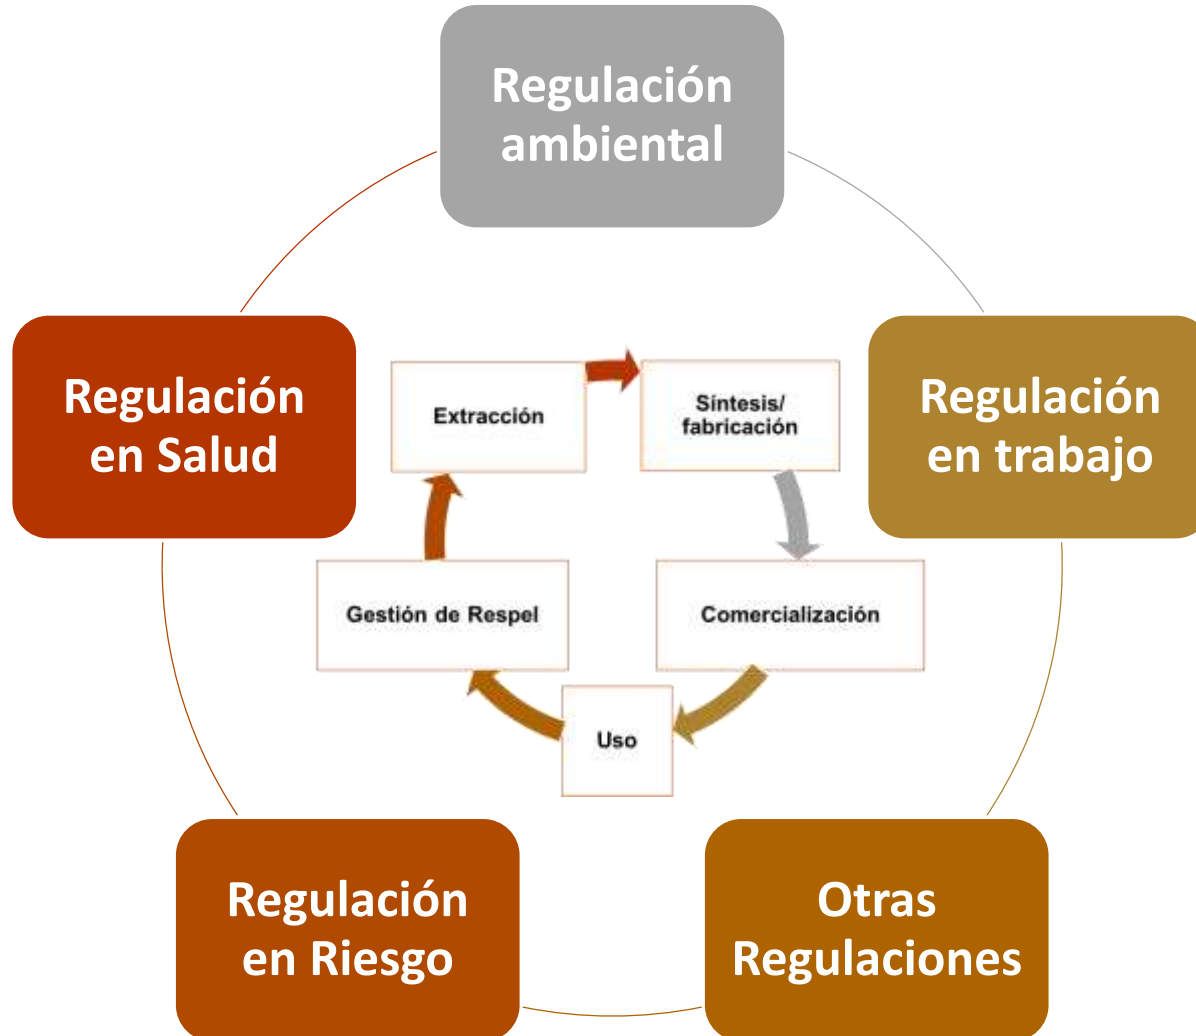 Regulación
ambiental
Regulación
en Salud
Regulación
en trabajo
Extracción
Síntesis/
fabricación
Gestión de Respel
Comercialización
Uso
Regulación
en Riesgo
Otras
Regulaciones